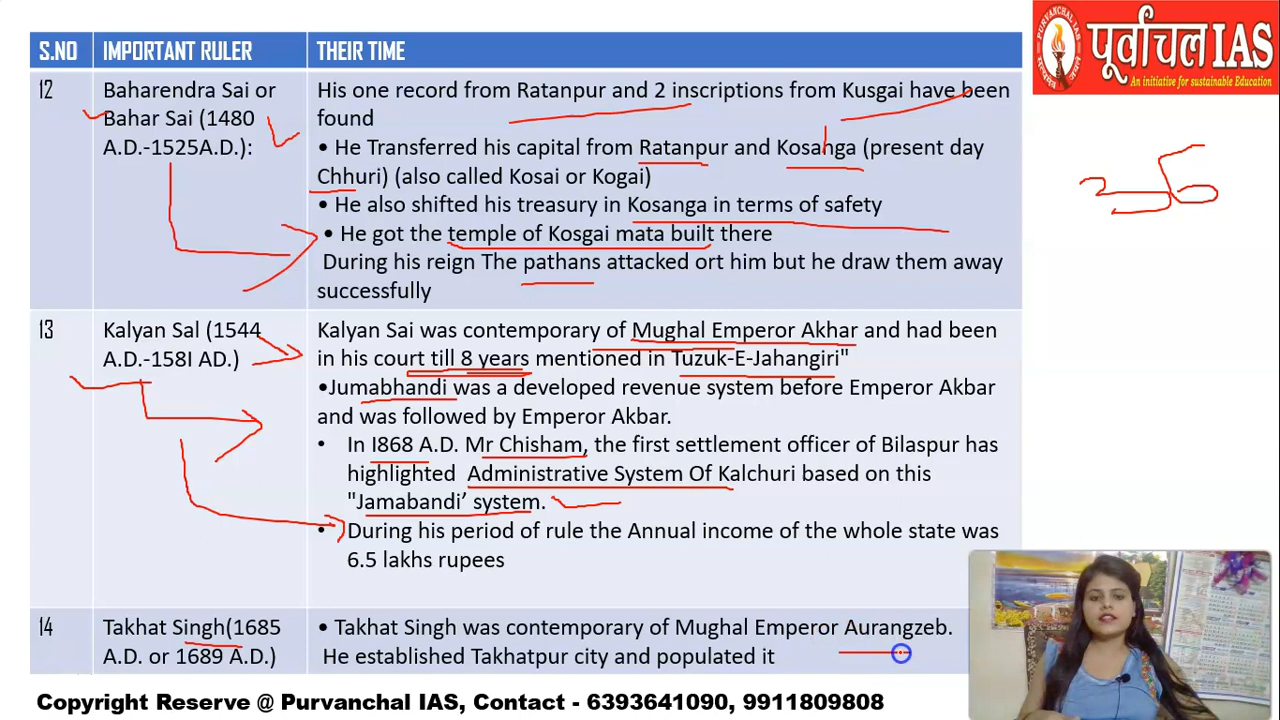 S.NO
IMPORTANT RULER
THEIR TIME
12
Baharendra Sai or
Bahar Sai (1480
A.D.-1525A.D.):
His one record from Ratanpur and 2 inscriptions from Kusgai have been
found
• He Transferred his capital from Ratanpur and Kosanga (present day
Chhuri) (also called Kosai or Kogai)
• He also shifted his treasury in Kosanga in terms of safety
• He got the temple of Kosgai mata built there
During his reign The pathans attacked ort him but he draw them away
successfully
13
Kalyan Sal (1544
A.D.-158I AD.)
Kalyan Sai was contemporary of Mughal Emperor Akhar and had been
in his court till 8 years mentioned in Tuzuk-E-Jahangiri"
•Jumabhandi was a developed revenue system before Emperor Akbar
and was followed by Emperor Akbar.
• In I868 A.D. Mr Chisham, the first settlement officer of Bilaspur has
highlighted Administrative System Of Kalchuri based on this
"Jamabandi’ system.
• During his period of rule the Annual income of the whole state was
6.5 lakhs rupees
14
Takhat Singh(1685
A.D. or 1689 A.D.)
• Takhat Singh was contemporary of Mughal Emperor Aurangzeb.
He established Takhatpur city and populated it
Copyright Reserve @ Purvanchal IAS, Contact - 6393641090, 9911809808
PURVANCHAL IAS
पूर्वांचल IAS
An initiative for sustainable Education
36